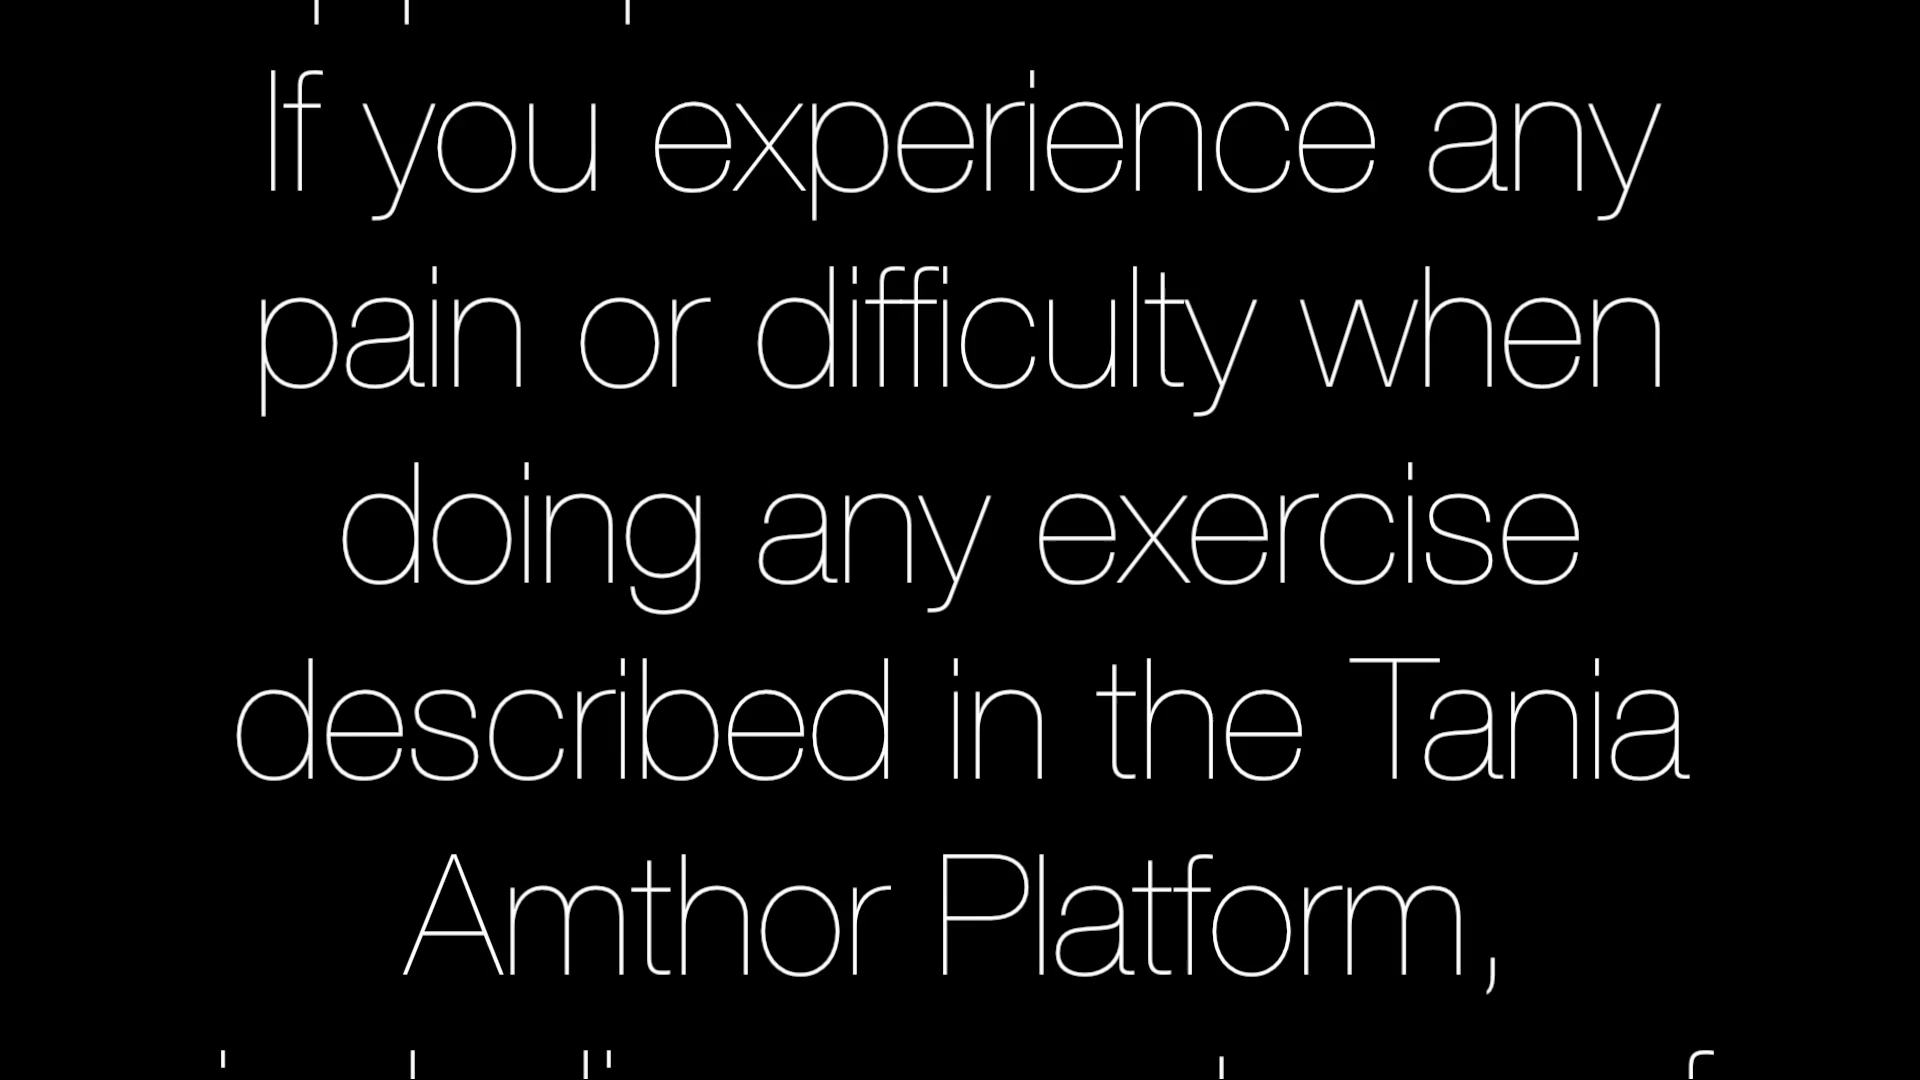 If you experience any
pain or difficulty when
doing any exercise
described in the Tania
Amthor Platform,